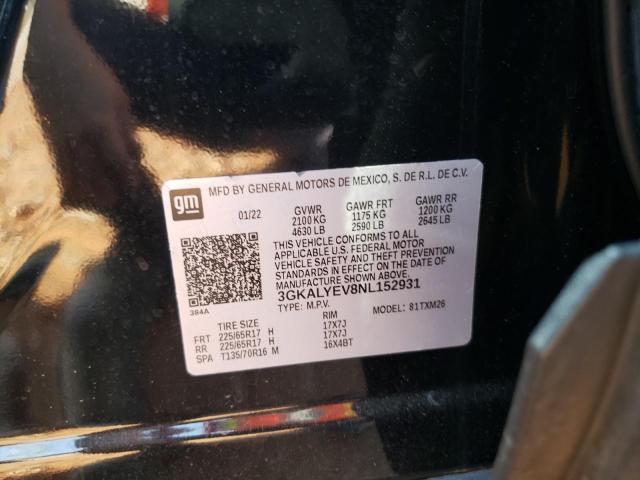 gm MFD BY GENERAL MOTORS DE MEXICO, S. DE R.L. DE C.V.
01/22 GVWR GAWR FRT GAWR RR
2100 KG 1175 KG 1200 KG
4630 LB 2590 LB 2645 LB
THIS VEHICLE CONFORMS TO ALL
APPLICABLE U.S. FEDERAL MOTOR
VEHICLE SAFETY AND THEFT PREVENTION
STANDARDS IN EFFECT ON THE DATE OF
MANUFACTURE SHOWN ABOVE.
3GKALYEV8NL152931
384A
TYPE: M.P.V. MODEL: 81TXM26
TIRE SIZE RIM
FRT 225/65R17 H 17X7J
RR 225/65R17 H 17X7J
SPA T135/70R16 M 16X4BT